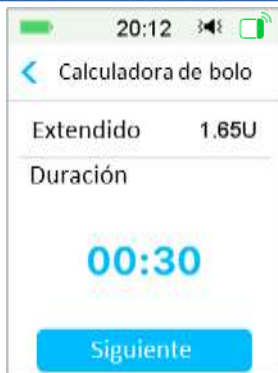 20:12
Calculadora de bolo
Extendido 1.65U
Duración
00:30
Siguiente